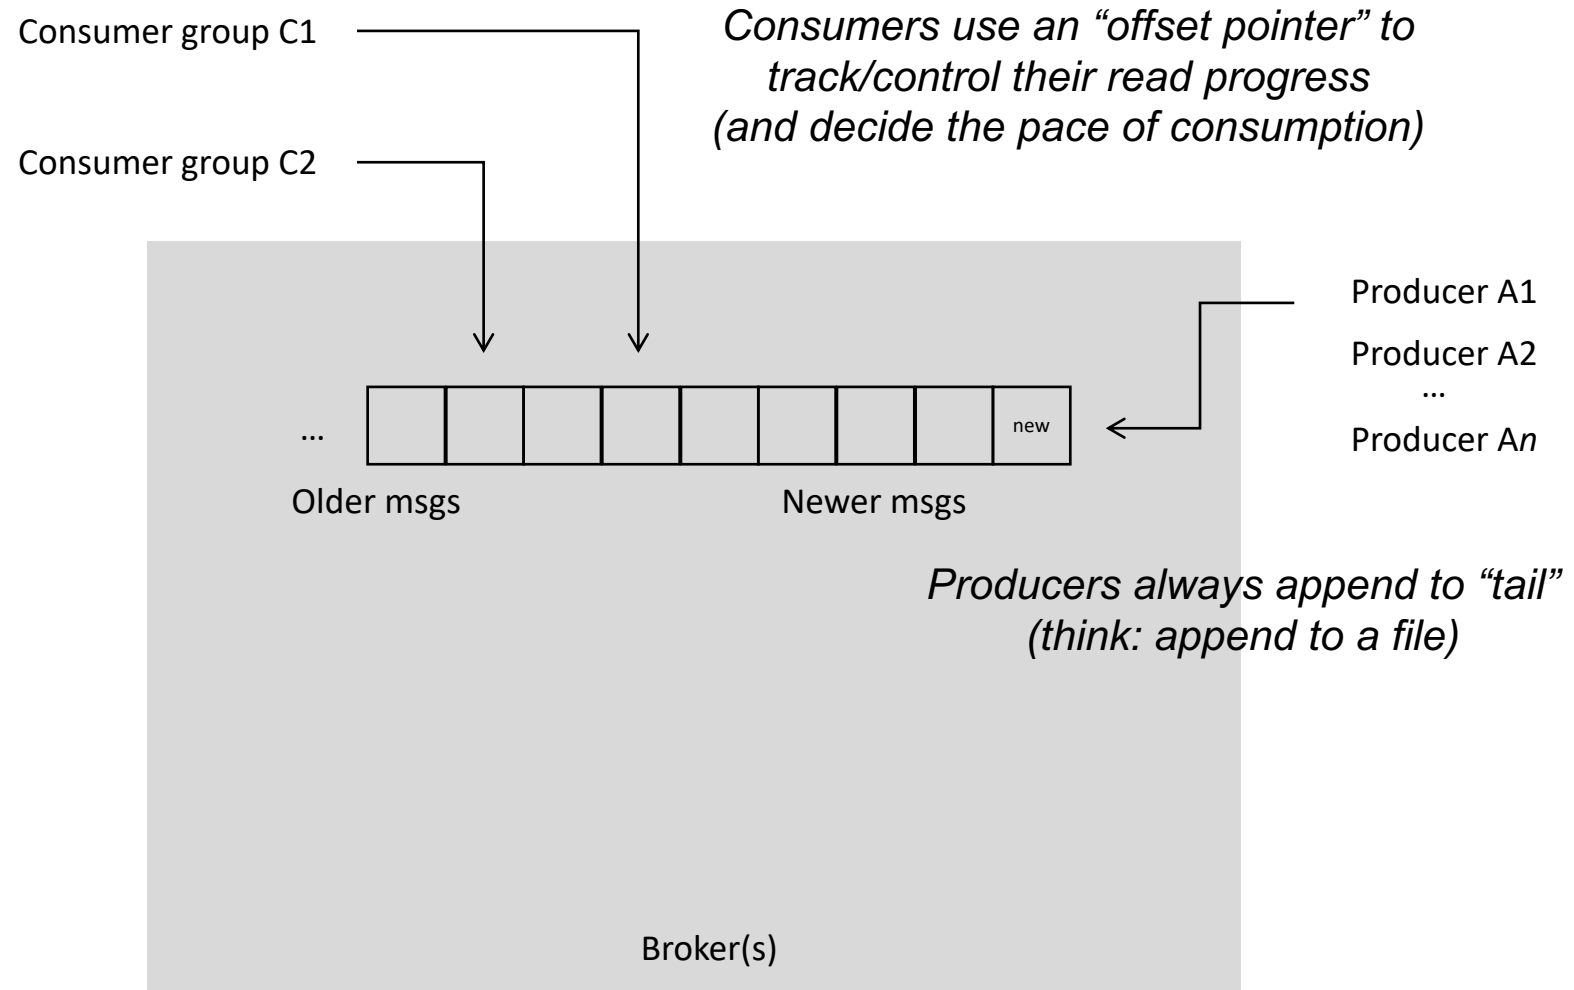 Consumer group C1
Consumers use an “offset pointer” to
track/control their read progress
(and decide the pace of consumption)
Consumer group C2
Producer A1
Producer A2
...
Producer An
...
new
Older msgs
Newer msgs
Producers always append to “tail”
(think: append to a file)
Broker(s)